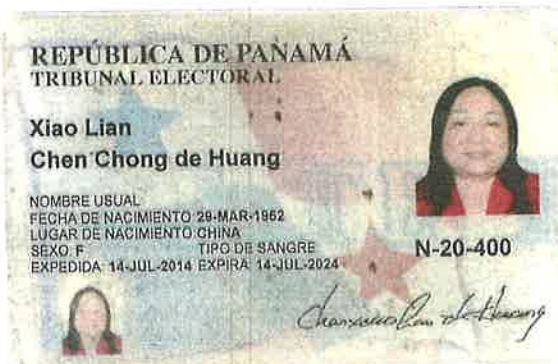 REPÚBLICA DE PANAMÁ
TRIBUNAL ELECTORAL
Xiao Lian
Chen Chong de Huang
NOMBRE USUAL
FECHA DE NACIMIENTO: 29-MAR-1962
LUGAR DE NACIMIENTO: CHINA
SEXO: F TIPO DE SANGRE
EXPEDIDA: 14-JUL-2014 EXPIRA: 14-JUL-2024
N-20-400